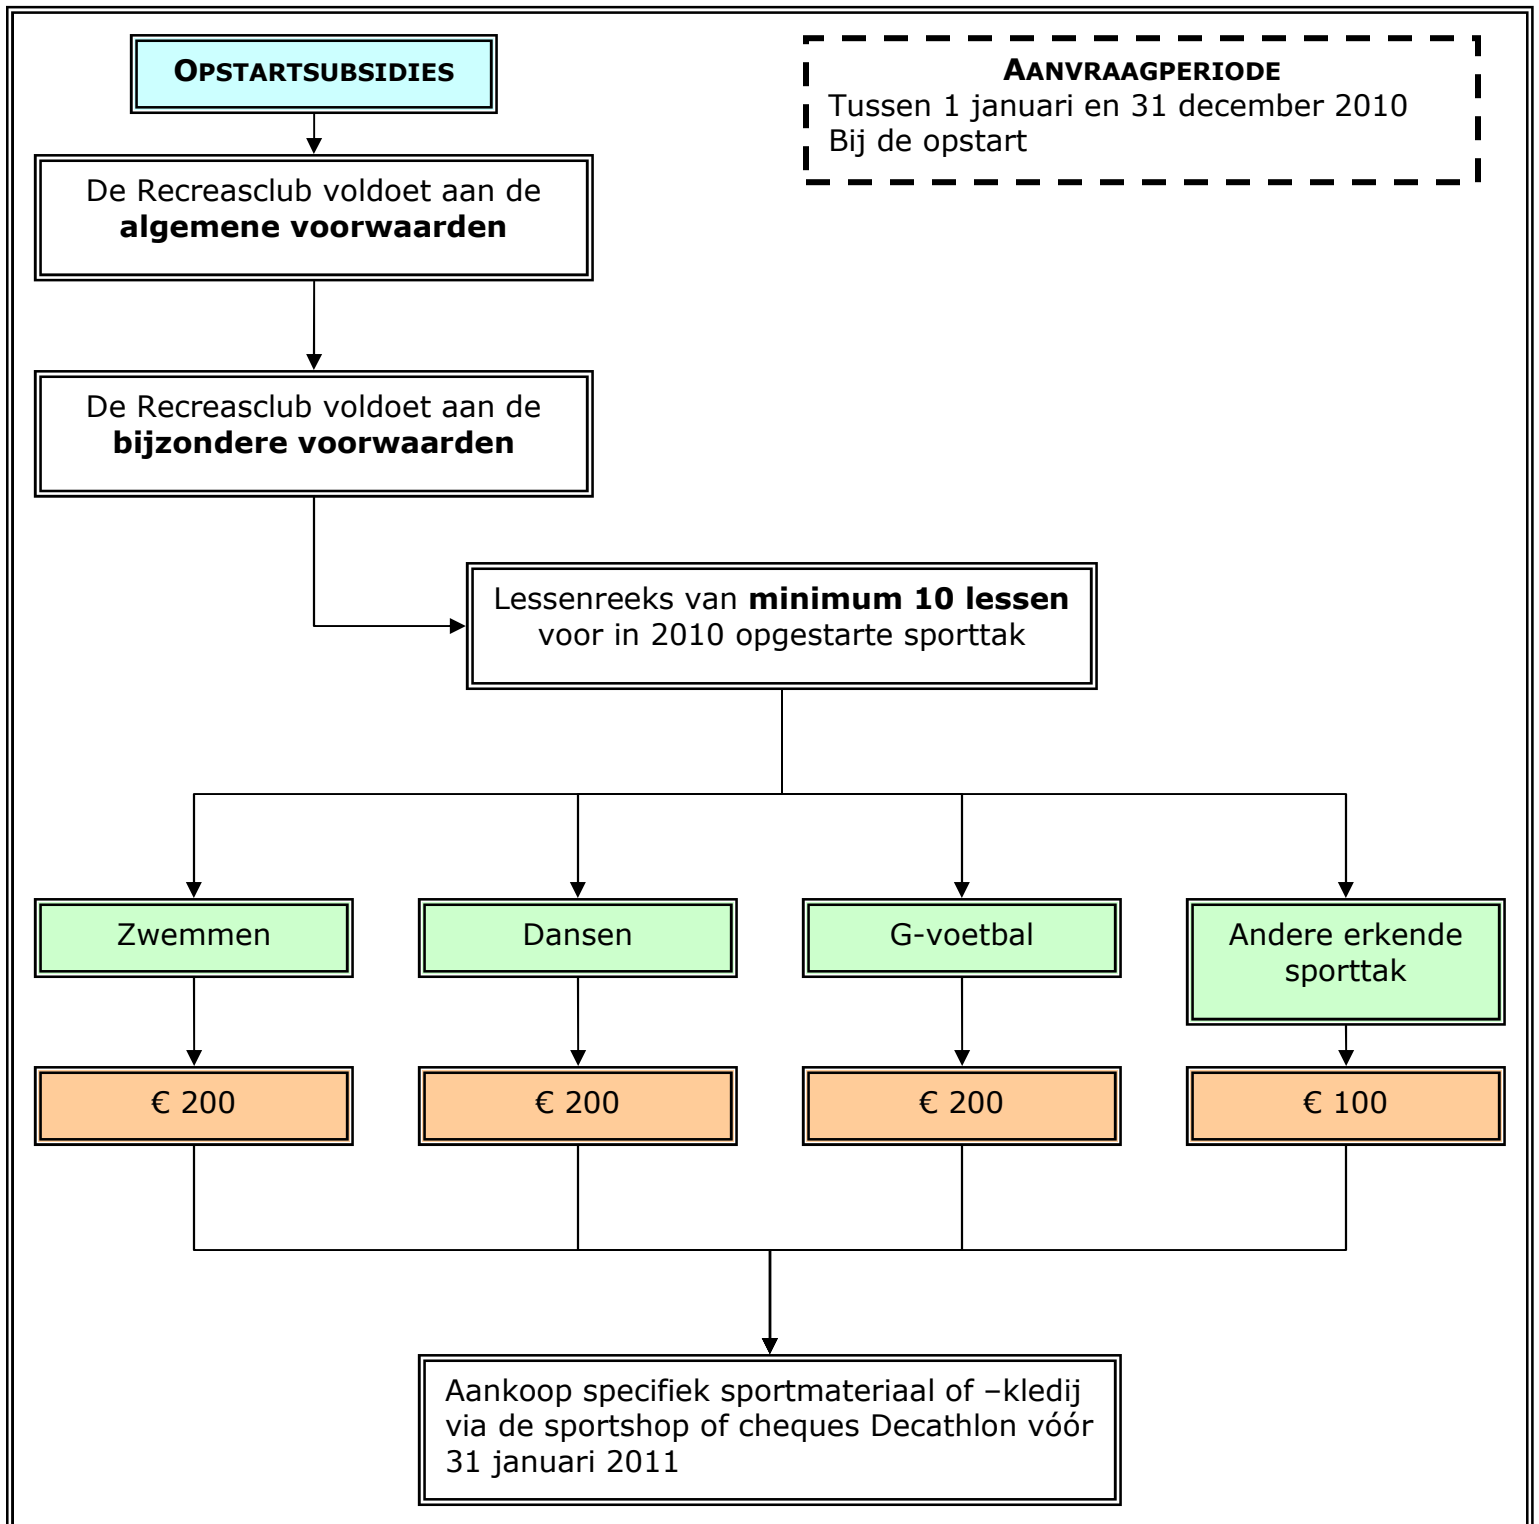 OPSTARTSUBSIDIES
AANVRAAGPERIODE
Tussen 1 januari en 31 december 2010
Bij de opstart
De Recreasclub voldoet aan de
algemene voorwaarden
De Recreasclub voldoet aan de
bijzondere voorwaarden
Lessenreeks van minimum 10 lessen
voor in 2010 opgestarte sporttak
Zwemmen
Dansen
G-voetbal
Andere erkende
sporttak
€ 200
€ 200
€ 200
€ 100
Aankoop specifiek sportmateriaal of –kledij
via de sportshop of cheques Decathlon vóór
31 januari 2011